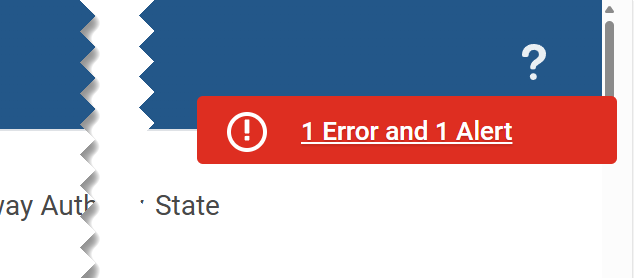 ?
1 Error and 1 Alert
State